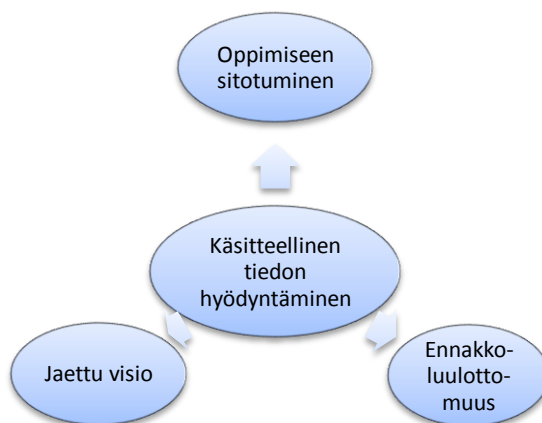 Oppimiseen
sitotuminen
Käsitteellinen
tiedon
hyödyntäminen
Jaettu visio
Ennakko-
luulotto-
muus